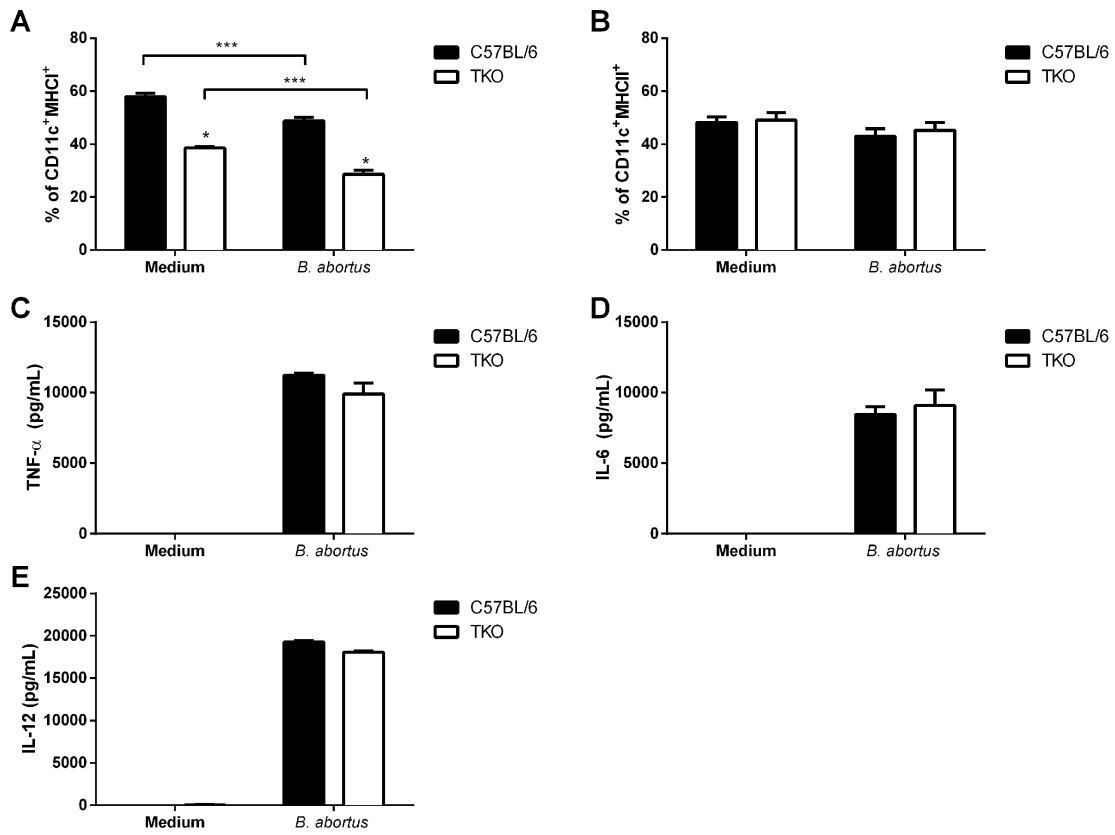 A
% of CD11c⁺MHCI⁺
80
60
40
20
0
***
***
*
*
Medium
B. abortus
C57BL/6
TKO
B
% of CD11c⁺MHCII⁺
80
60
40
20
0
Medium
B. abortus
C57BL/6
TKO
C
TNF-α (pg/mL)
15000
10000
5000
0
Medium
B. abortus
C57BL/6
TKO
D
IL-6 (pg/mL)
15000
10000
5000
0
Medium
B. abortus
C57BL/6
TKO
E
IL-12 (pg/mL)
25000
20000
15000
10000
5000
0
Medium
B. abortus
C57BL/6
TKO